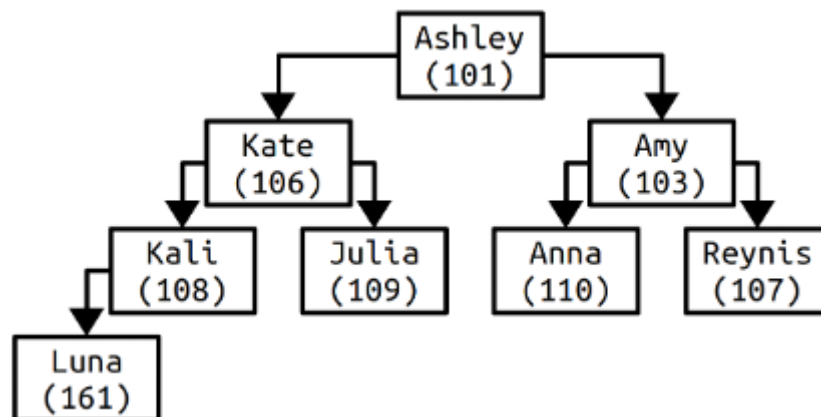 Ashley
(101)
Kate
(106)
Amy
(103)
Kali
(108)
Julia
(109)
Anna
(110)
Reynis
(107)
Luna
(161)